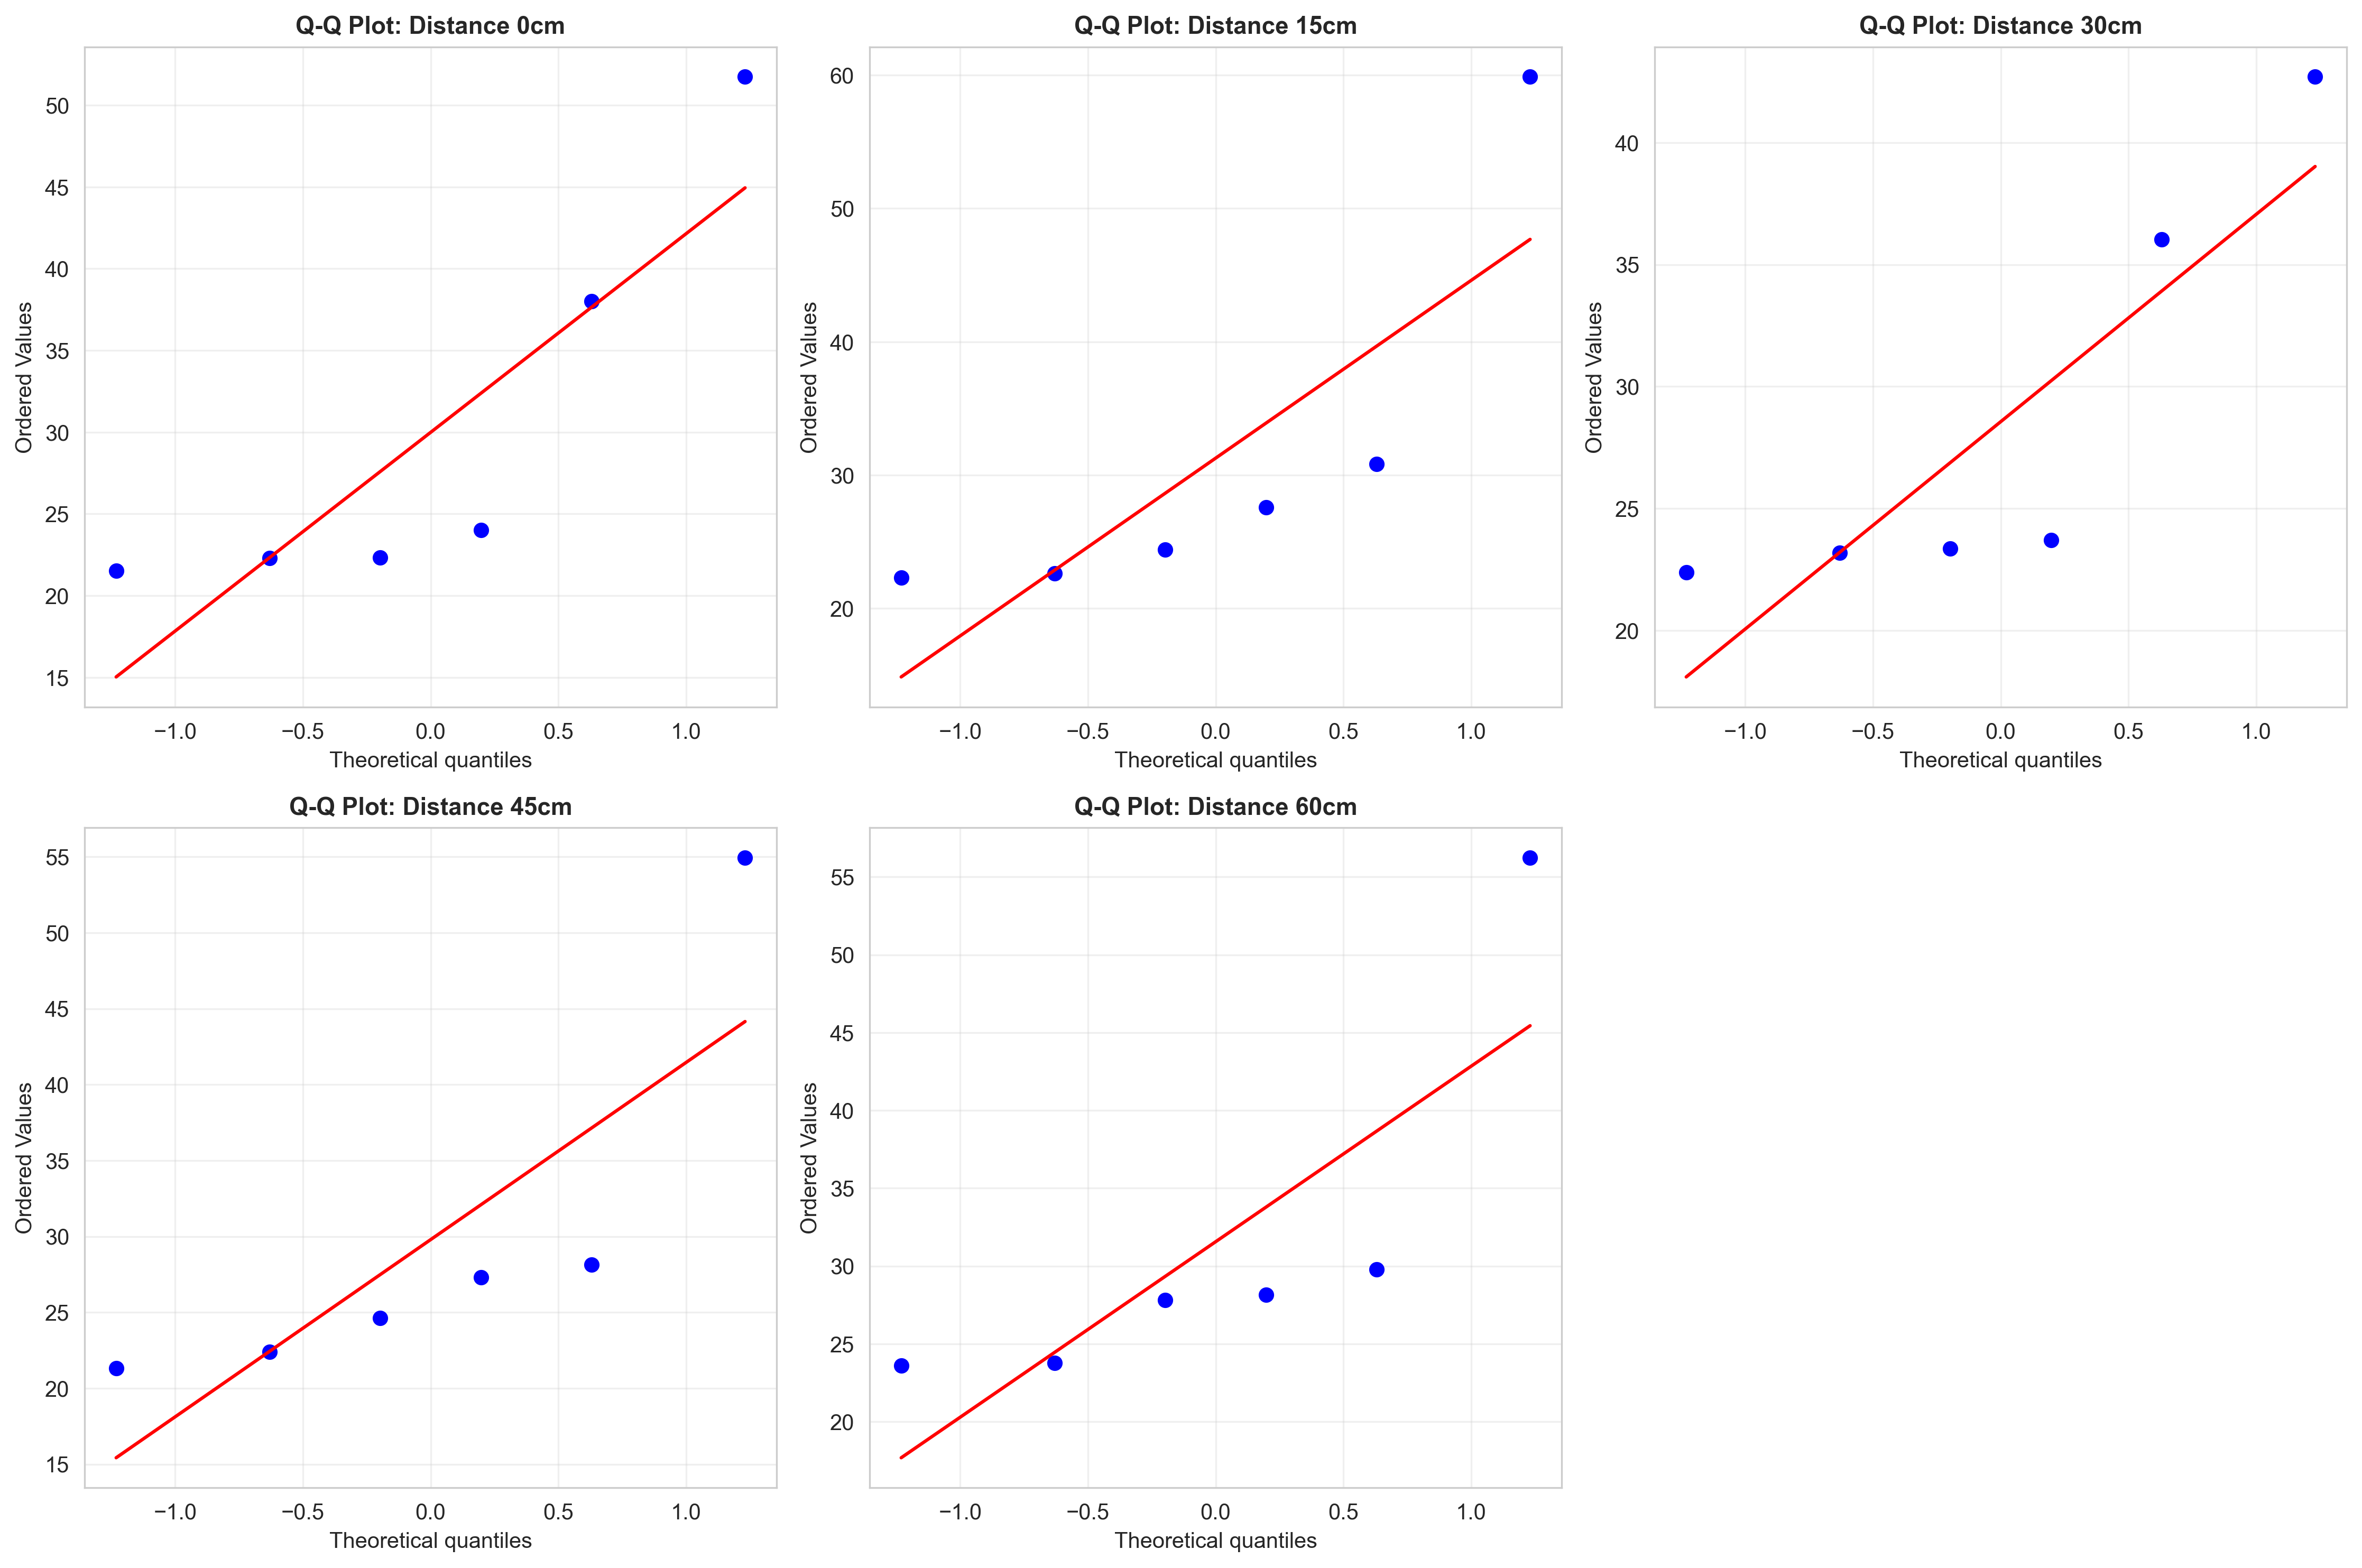 Q-Q Plot: Distance 0cm
50
45
40
35
30
25
20
15
Ordered Values
−1.0 −0.5 0.0 0.5 1.0
Theoretical quantiles
Q-Q Plot: Distance 15cm
60
50
40
30
20
Ordered Values
−1.0 −0.5 0.0 0.5 1.0
Theoretical quantiles
Q-Q Plot: Distance 30cm
40
35
30
25
20
Ordered Values
−1.0 −0.5 0.0 0.5 1.0
Theoretical quantiles
Q-Q Plot: Distance 45cm
55
50
45
40
35
30
25
20
15
Ordered Values
−1.0 −0.5 0.0 0.5 1.0
Theoretical quantiles
Q-Q Plot: Distance 60cm
55
50
45
40
35
30
25
20
Ordered Values
−1.0 −0.5 0.0 0.5 1.0
Theoretical quantiles